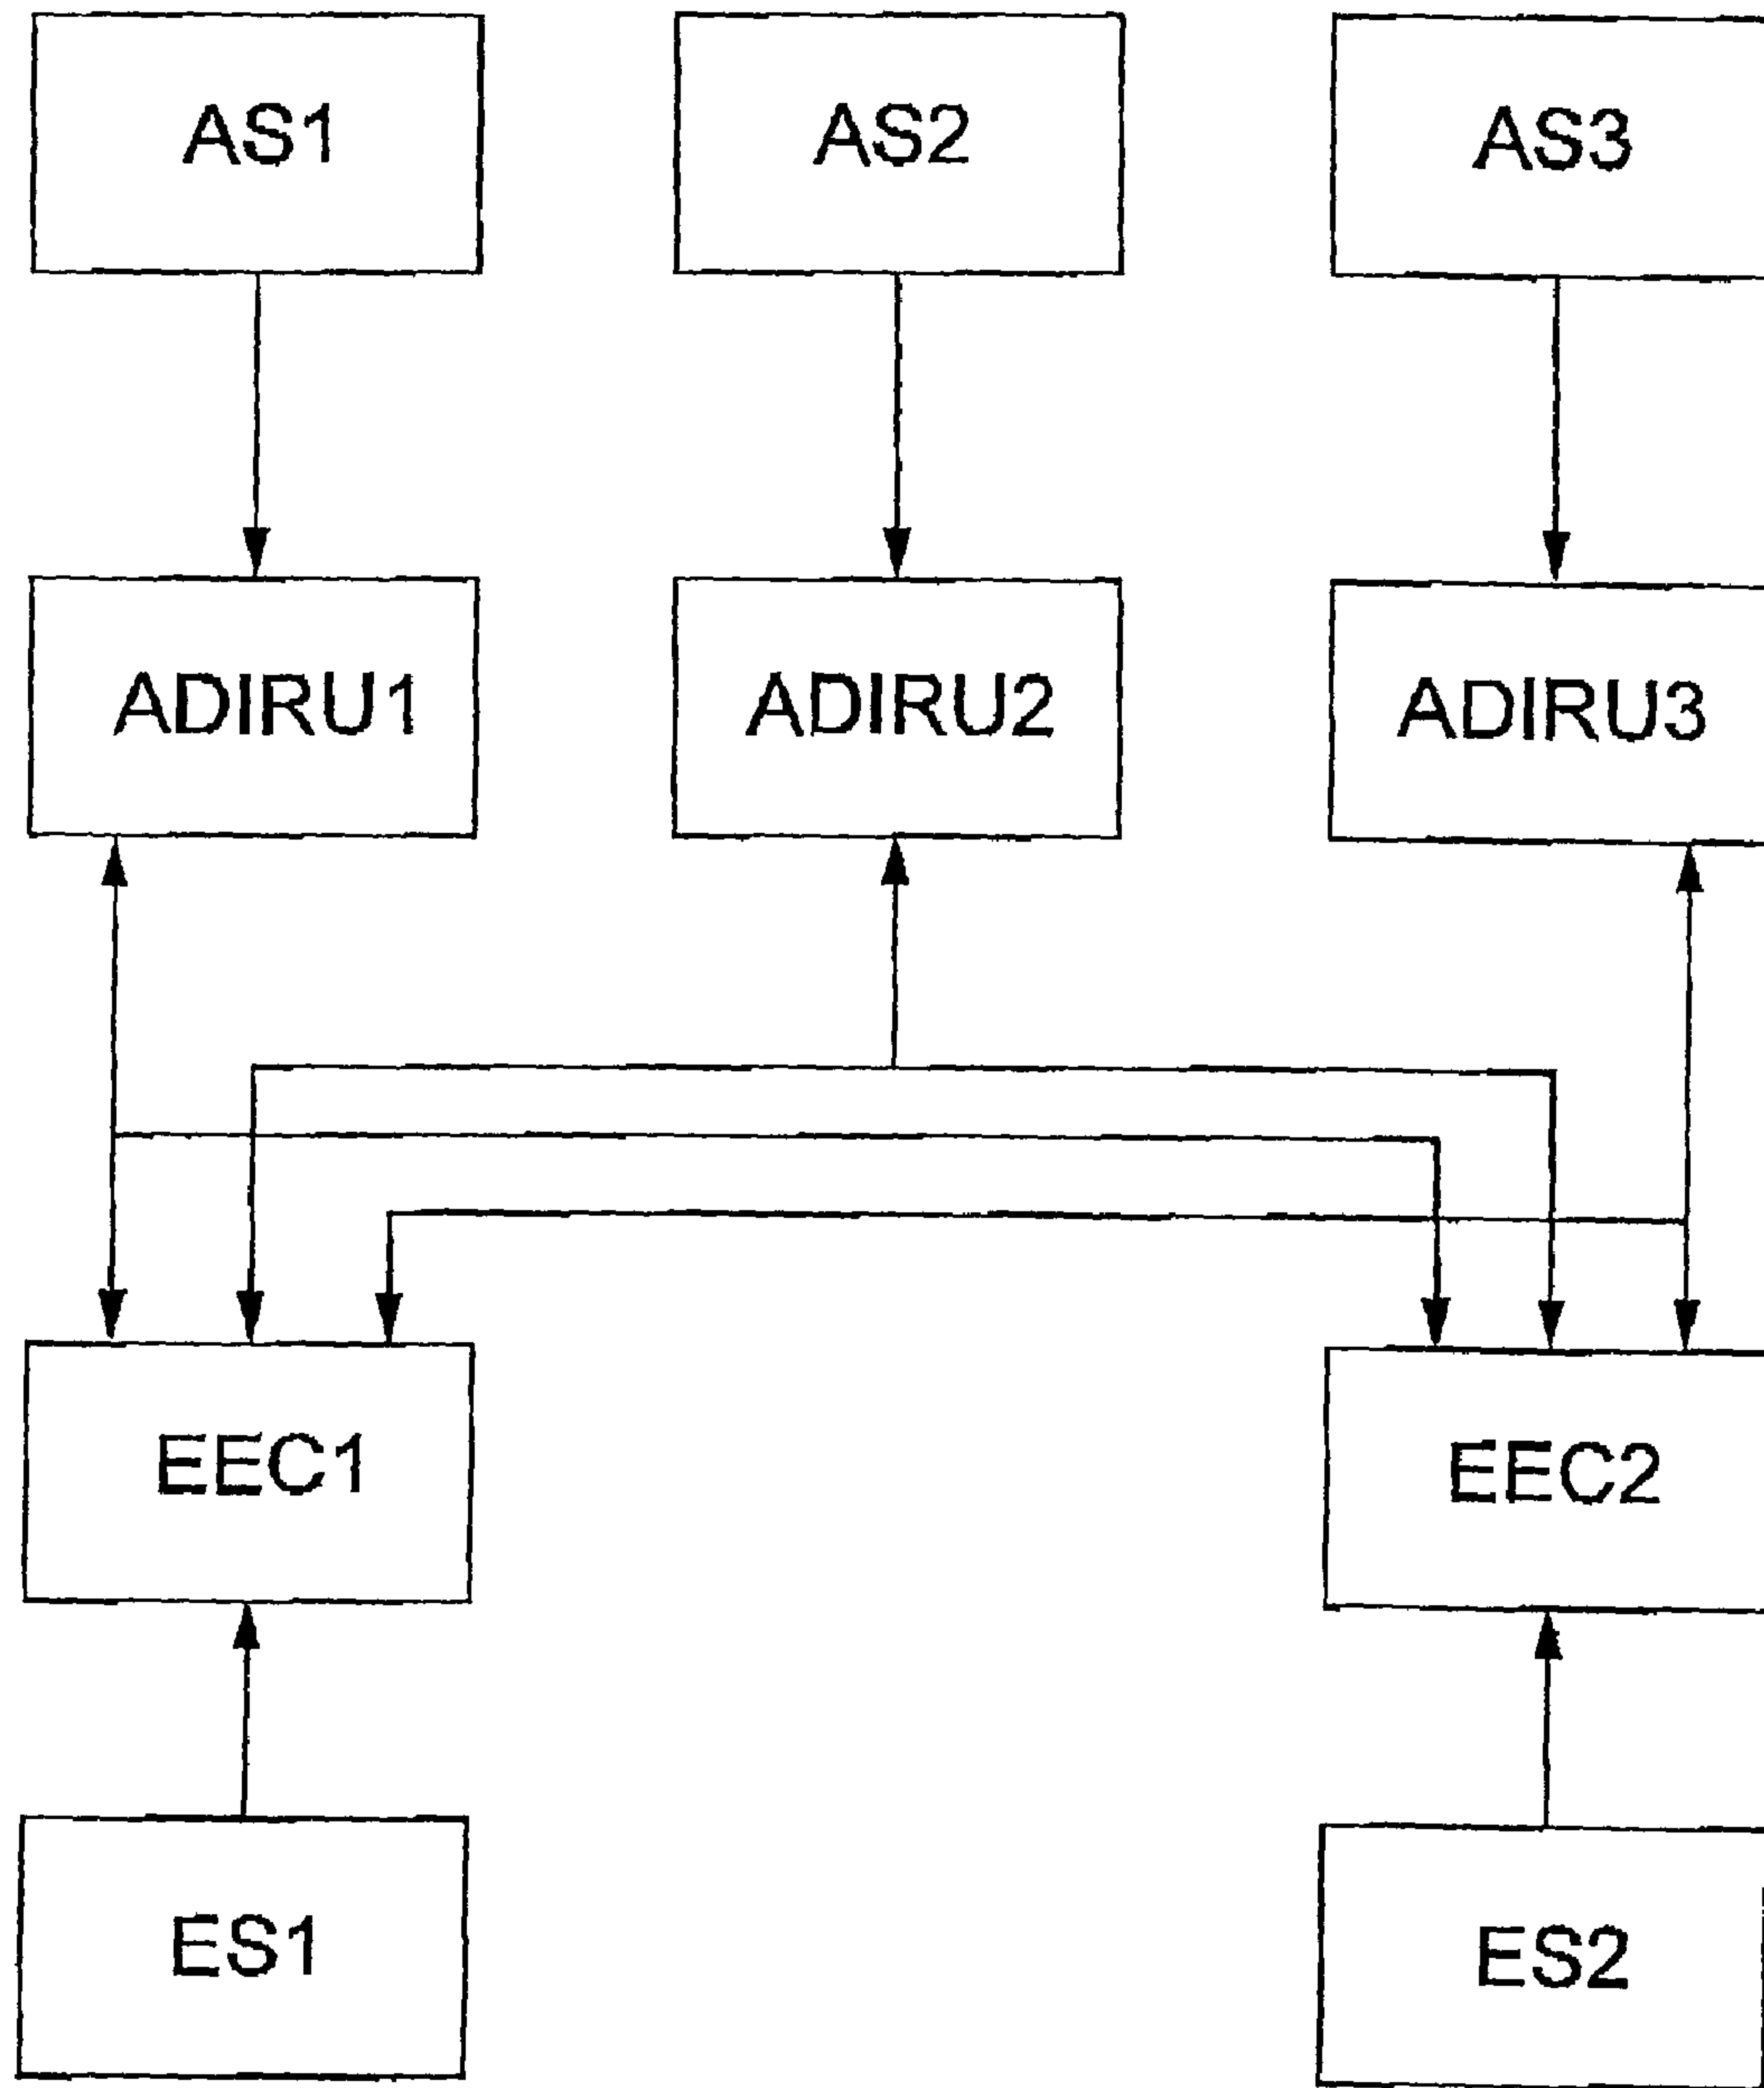 AS1 AS2 AS3
ADIRU1 ADIRU2 ADIRU3
EEC1 EEC2
ES1 ES2